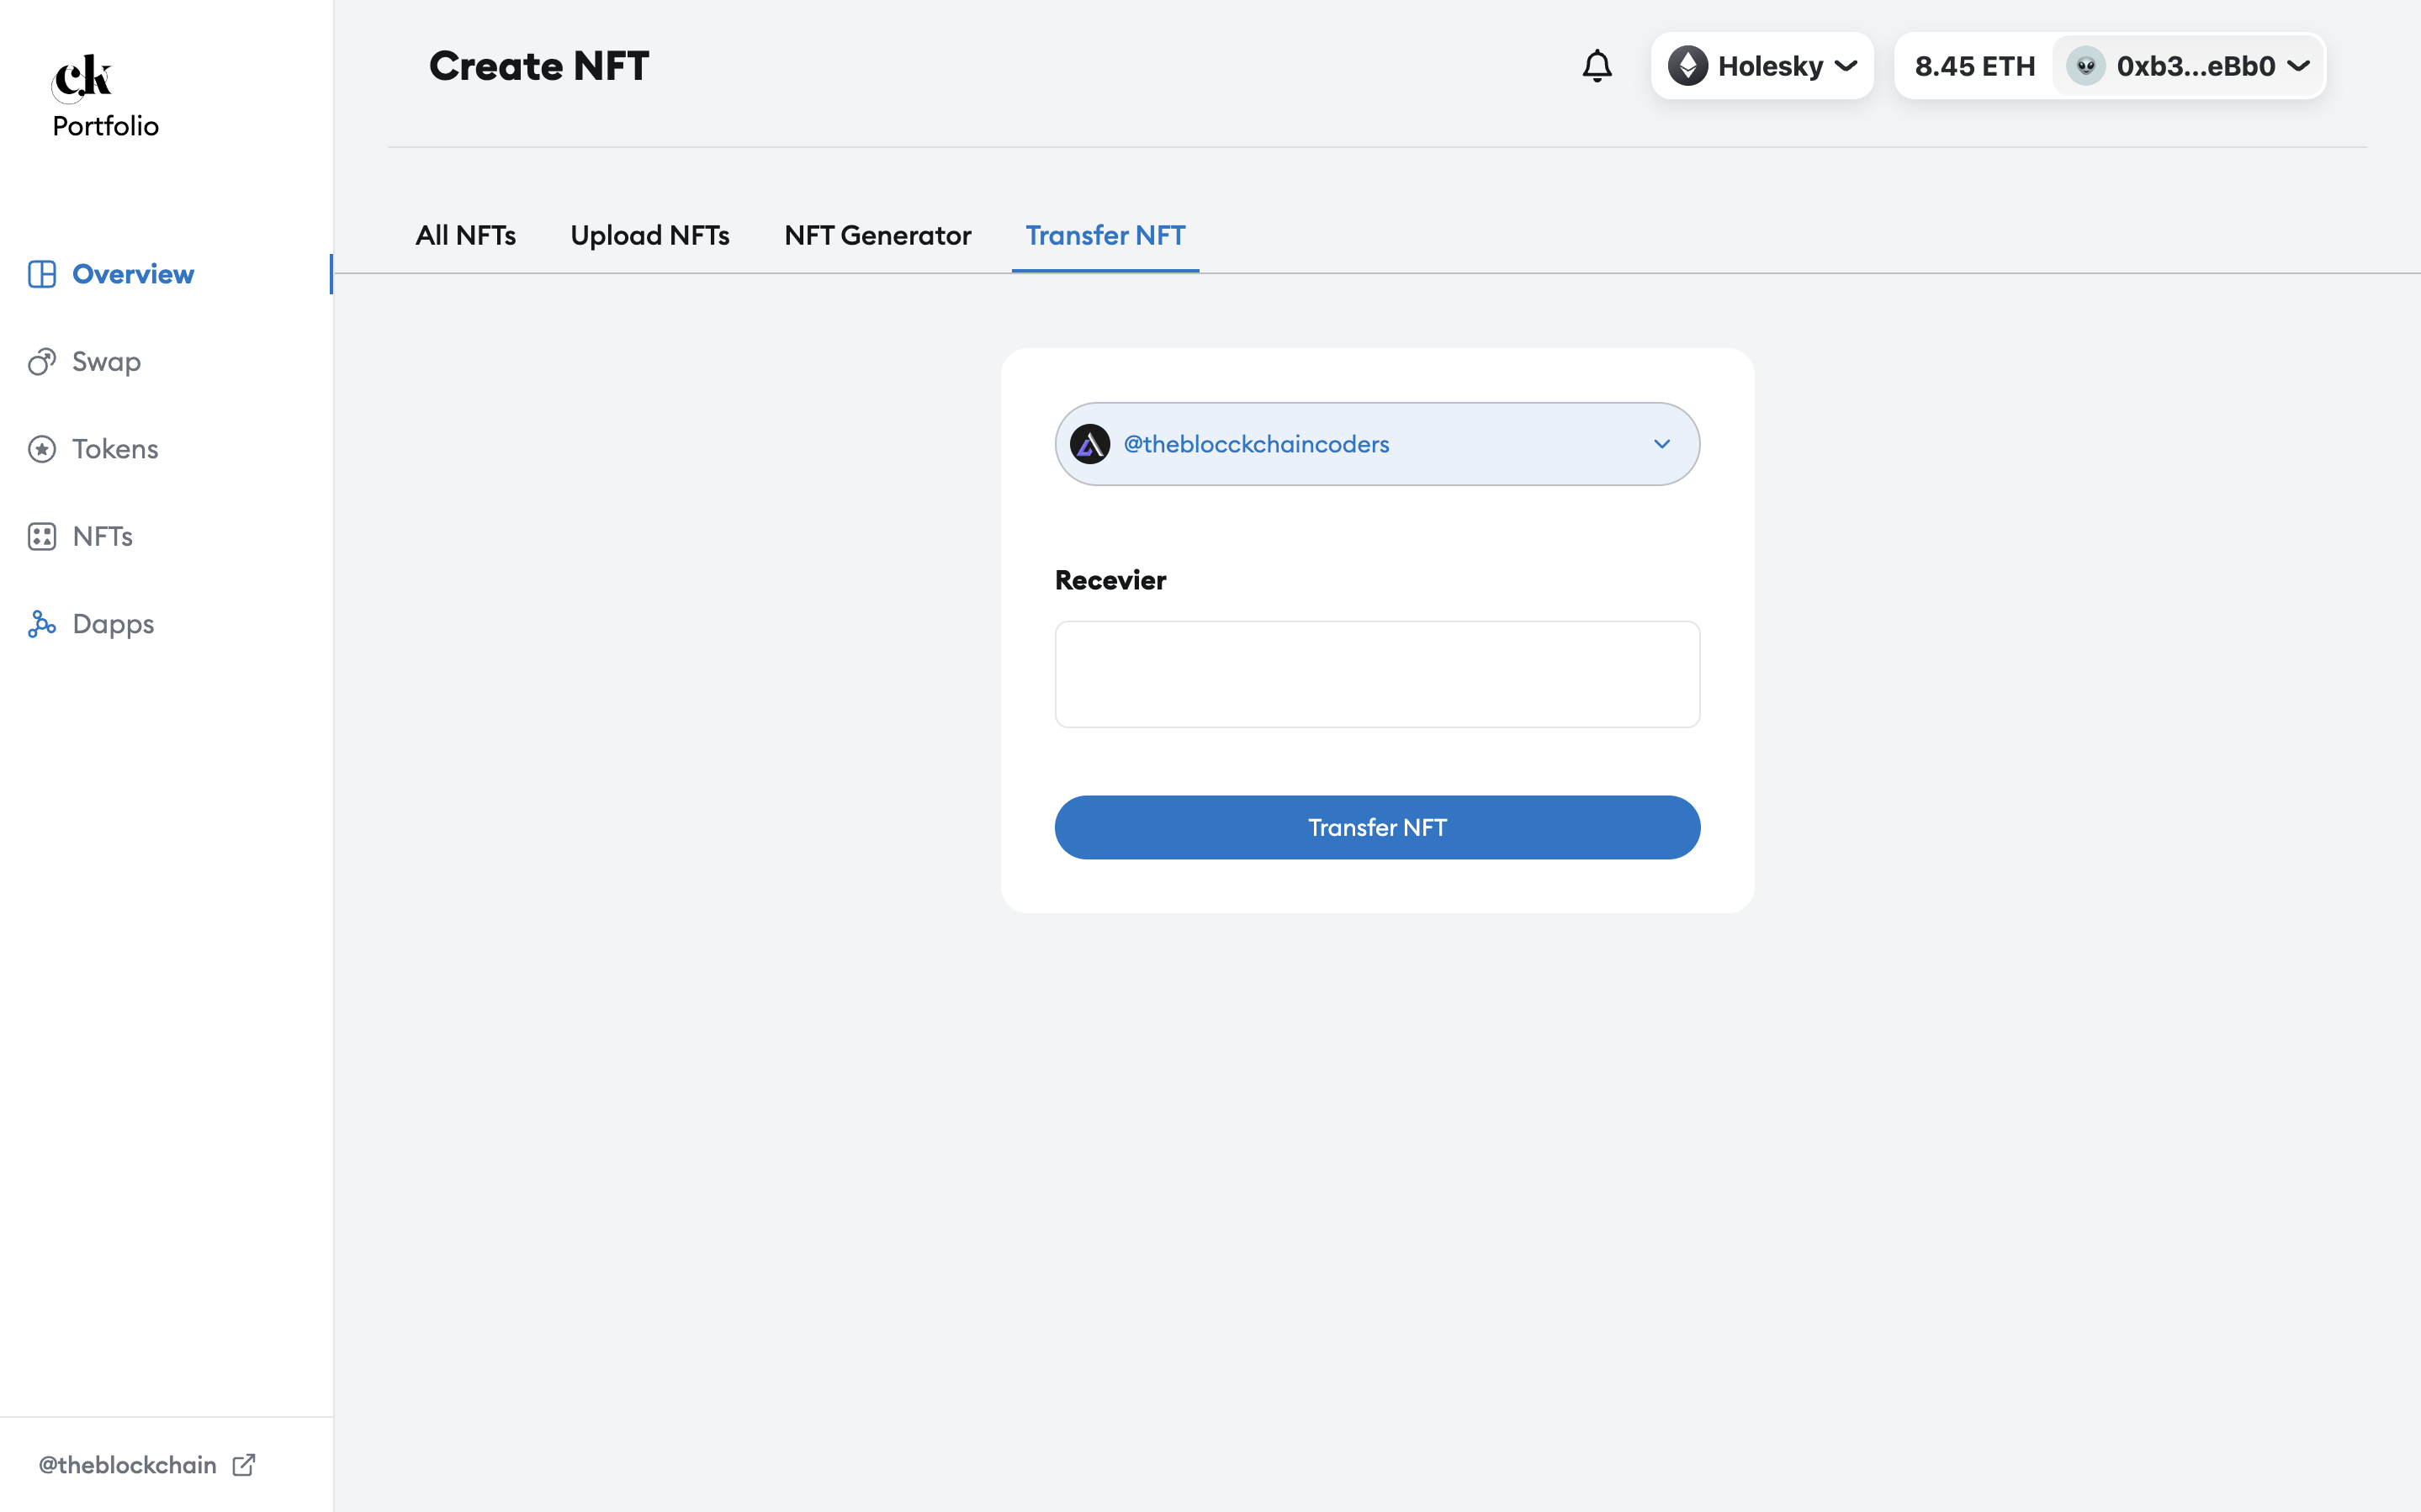 ck
Portfolio
Create NFT
Holesky
8.45 ETH
0xb3...eBb0
All NFTs
Upload NFTs
NFT Generator
Transfer NFT
Overview
Swap
Tokens
NFTs
Dapps
@theblocckchaincoders
Recevier
Transfer NFT
@theblockchain